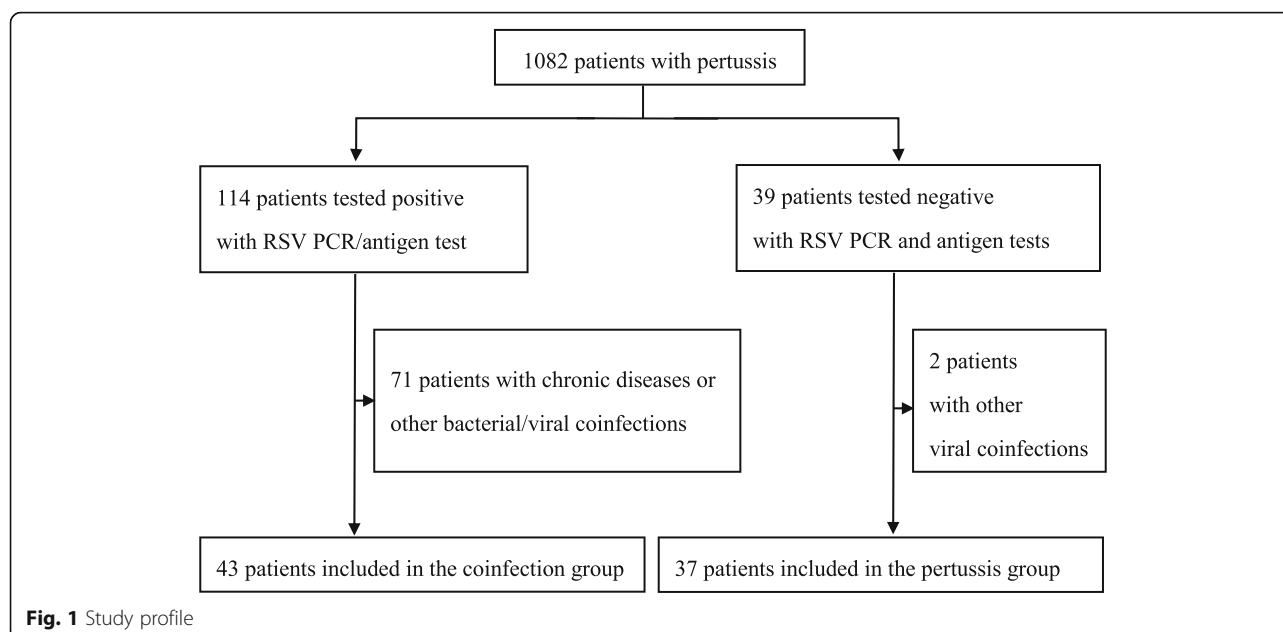 1082 patients with pertussis
114 patients tested positive
with RSV PCR/antigen test
39 patients tested negative
with RSV PCR and antigen tests
71 patients with chronic diseases or
other bacterial/viral coinfections
2 patients
with other
viral coinfections
43 patients included in the coinfection group
37 patients included in the pertussis group
Fig. 1 Study profile